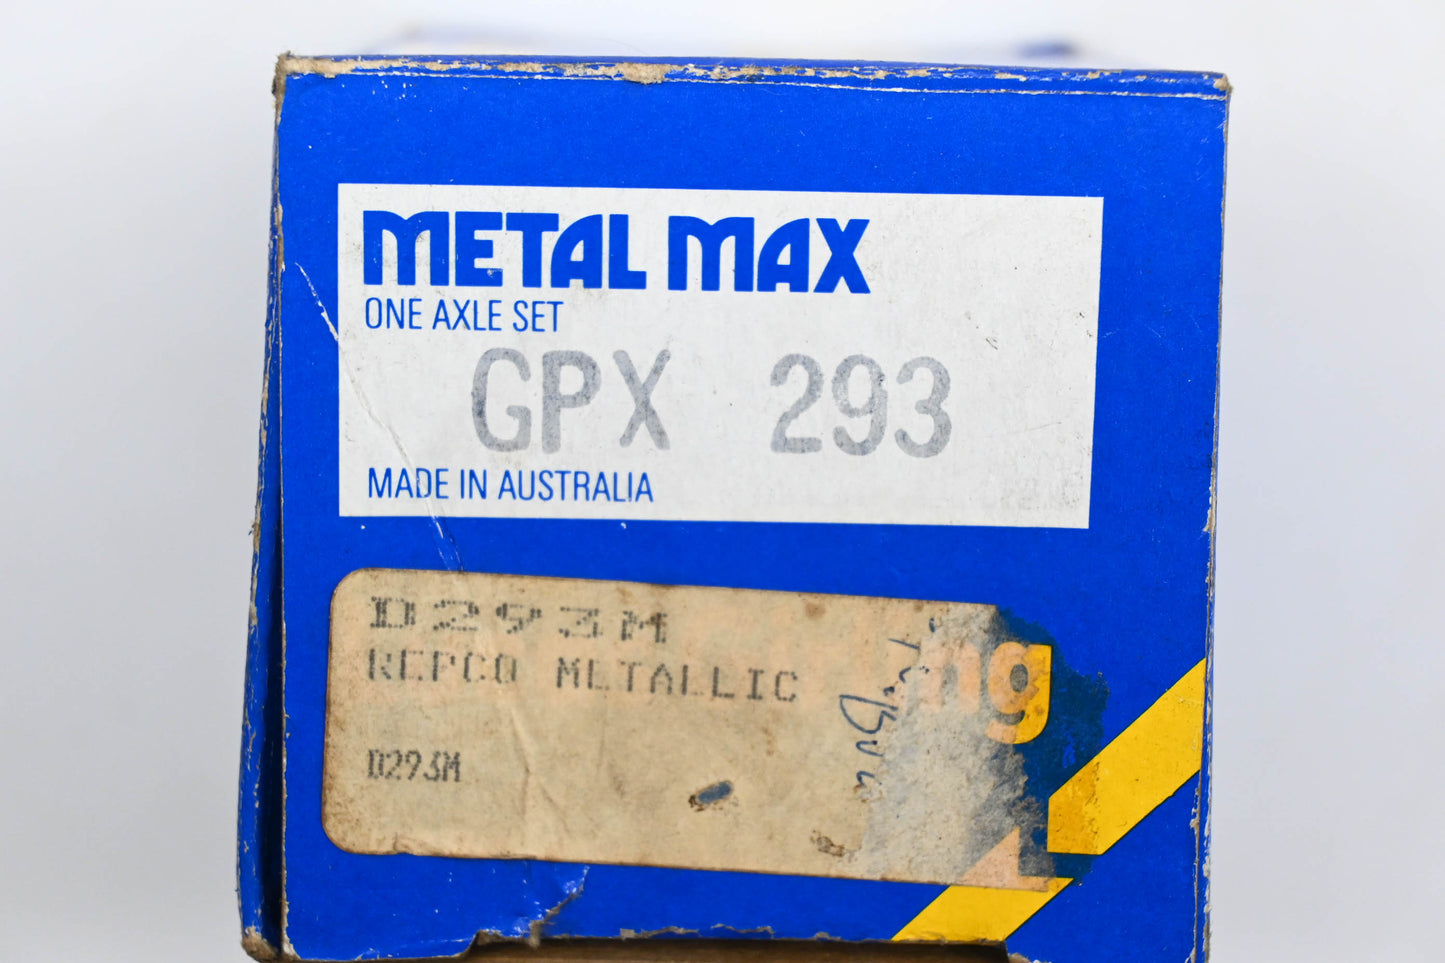 METAL MAX
ONE AXLE SET
GPX 293
MADE IN AUSTRALIA
D293M
REPCO METALLIC
D293M